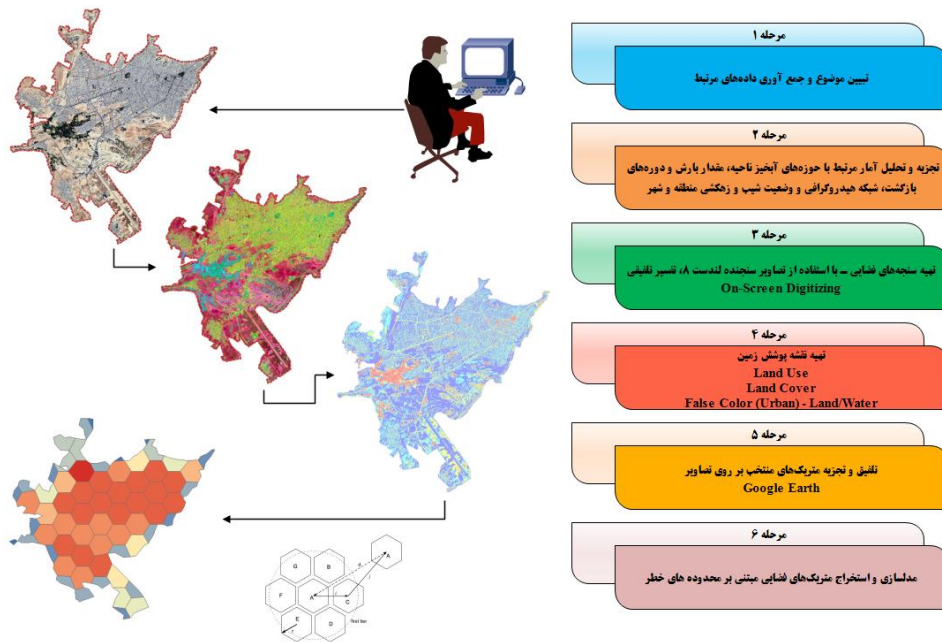 مرحله ۱
تبیین موضوع و جمع آوری داده‌های مرتبط
مرحله ۲
تجزیه و تحلیل آمار مرتبط با حوزه‌های آبخیز ناحیه، مقدار بارش و دوره‌های
بازگشت، شبکه هیدروگرافی و وضعیت شیب و زهکشی منطقه و شهر
مرحله ۳
تهیه سنجه‌های فضایی ــ با استفاده از تصاویر سنجنده لندست ۸، تفسیر تلفیقی
On-Screen Digitizing
مرحله ۴
تهیه نقشه پوشش زمین
Land Use
Land Cover
False Color (Urban) - Land/Water
مرحله ۵
تلفیق و تجزیه متریک‌های منتخب بر روی تصاویر
Google Earth
مرحله ۶
مدلسازی و استخراج متریک‌های فضایی مبتنی بر محدوده های خطر
A
G
B
F
A
C
E
D
r